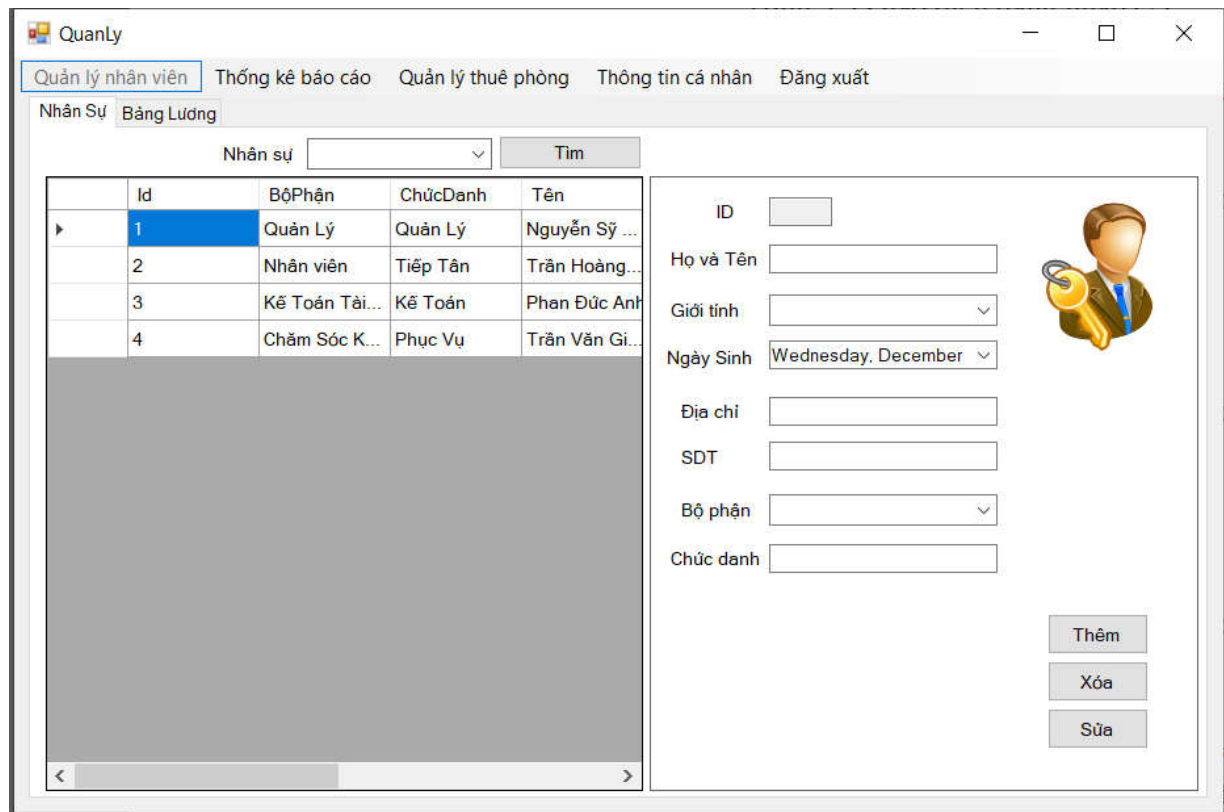 QuanLy
Quản lý nhân viên Thống kê báo cáo Quản lý thuê phòng Thông tin cá nhân Đăng xuất
Nhân Sự Bảng Lương
Nhân sự Tìm
Id BộPhận ChứcDanh Tên
1 Quản Lý Quản Lý Nguyễn Sỹ ...
2 Nhân viên Tiếp Tân Trần Hoàng...
3 Kế Toán Tài... Kế Toán Phan Đức Anh
4 Chăm Sóc K... Phục Vụ Trần Văn Gi...
ID
Họ và Tên
Giới tính
Ngày Sinh Wednesday, December
Địa chỉ
SDT
Bộ phận
Chức danh
Thêm
Xóa
Sửa